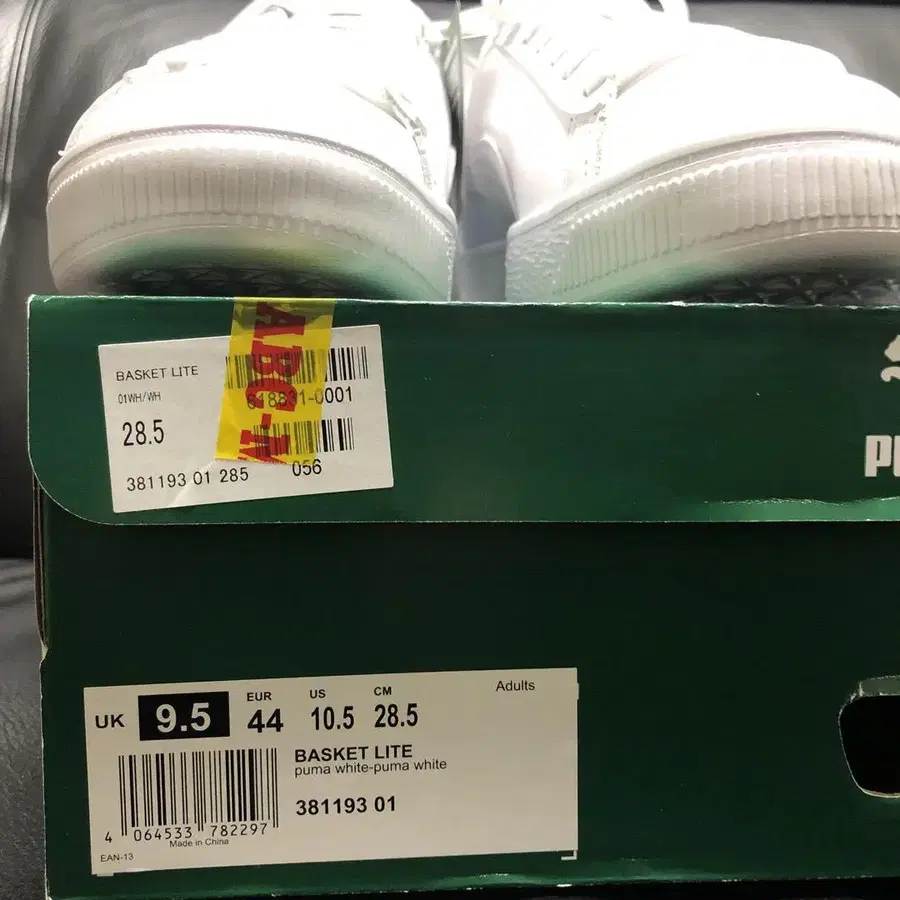 BASKET LITE
01WH/WH
28.5
381193 01 285
056
ABC-M
UK 9.5
EUR 44
US 10.5
CM 28.5
Adults
BASKET LITE
puma white-puma white
381193 01
4 064533 782297
Made in China
EAN-13